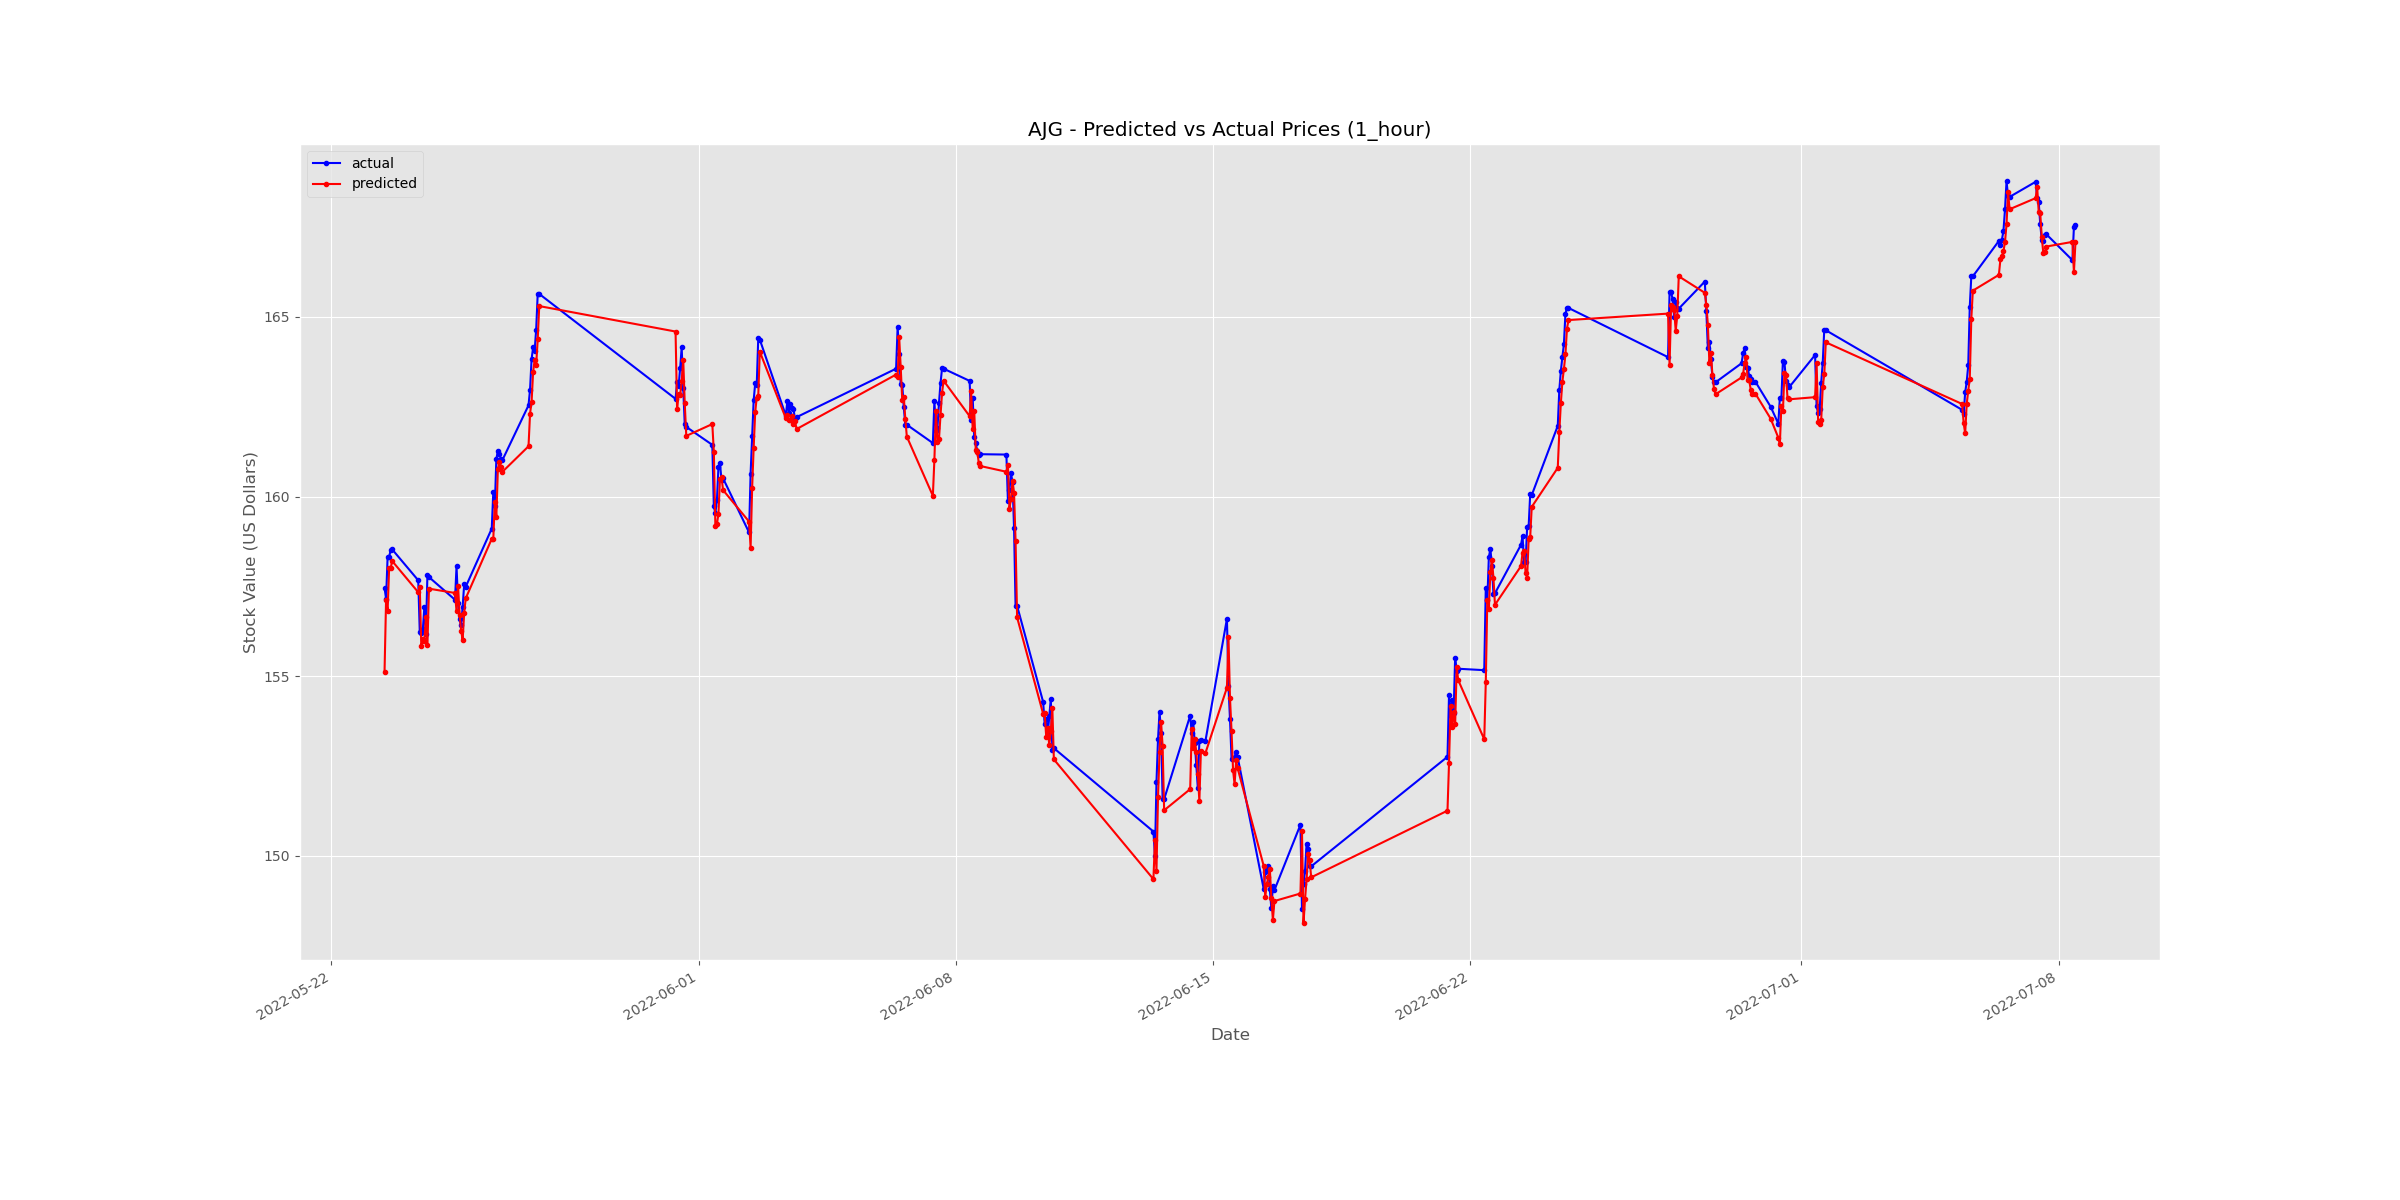 AJG - Predicted vs Actual Prices (1_hour)
actual
predicted
Stock Value (US Dollars)
165
160
155
150
2022-05-22
2022-06-01
2022-06-08
2022-06-15
2022-06-22
2022-07-01
2022-07-08
Date